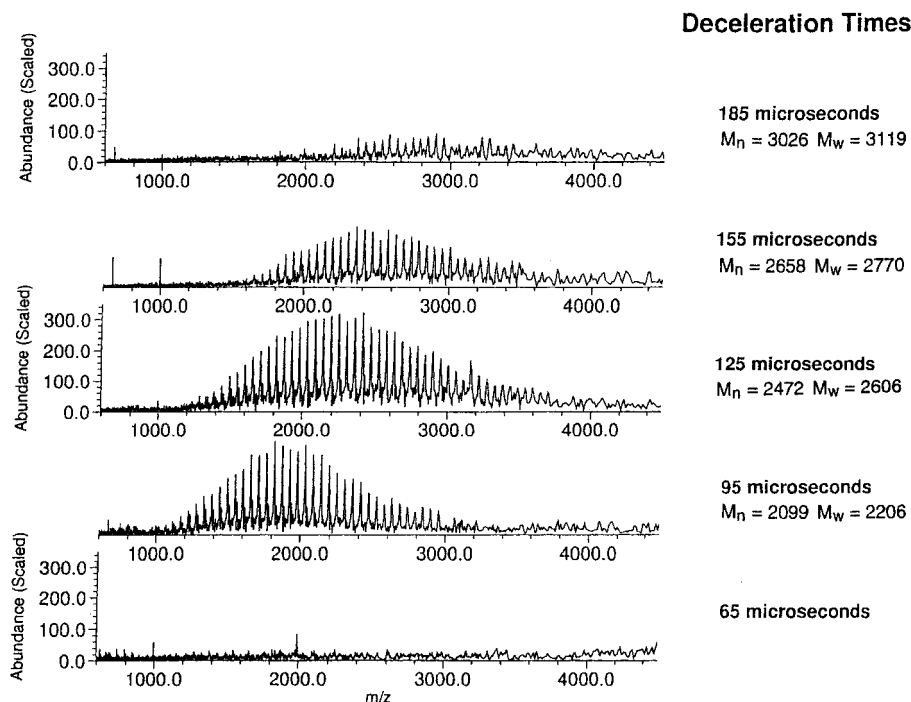 Deceleration Times
Abundance (Scaled)
300.0
200.0
100.0
0.0
1000.0 2000.0 3000.0 4000.0
185 microseconds
Mn = 3026 Mw = 3119
1000.0 2000.0 3000.0 4000.0
155 microseconds
Mn = 2658 Mw = 2770
Abundance (Scaled)
300.0
200.0
100.0
0.0
1000.0 2000.0 3000.0 4000.0
125 microseconds
Mn = 2472 Mw = 2606
1000.0 2000.0 3000.0 4000.0
95 microseconds
Mn = 2099 Mw = 2206
Abundance (Scaled)
300.0
200.0
100.0
0.0
1000.0 2000.0 3000.0 4000.0
m/z
65 microseconds